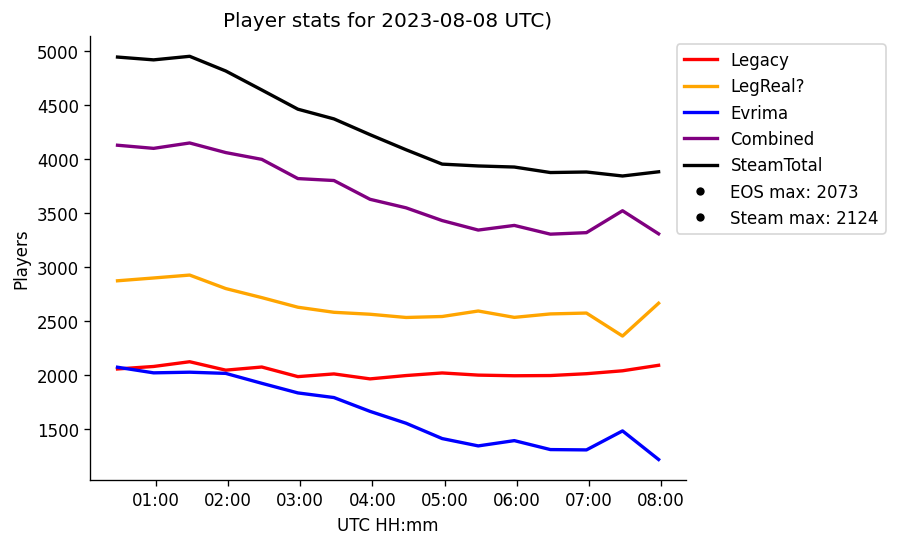 Player stats for 2023-08-08 UTC)
5000
4500
4000
3500
3000
2500
2000
1500
Players
01:00 02:00 03:00 04:00 05:00 06:00 07:00 08:00
UTC HH:mm
Legacy
LegReal?
Evrima
Combined
SteamTotal
EOS max: 2073
Steam max: 2124